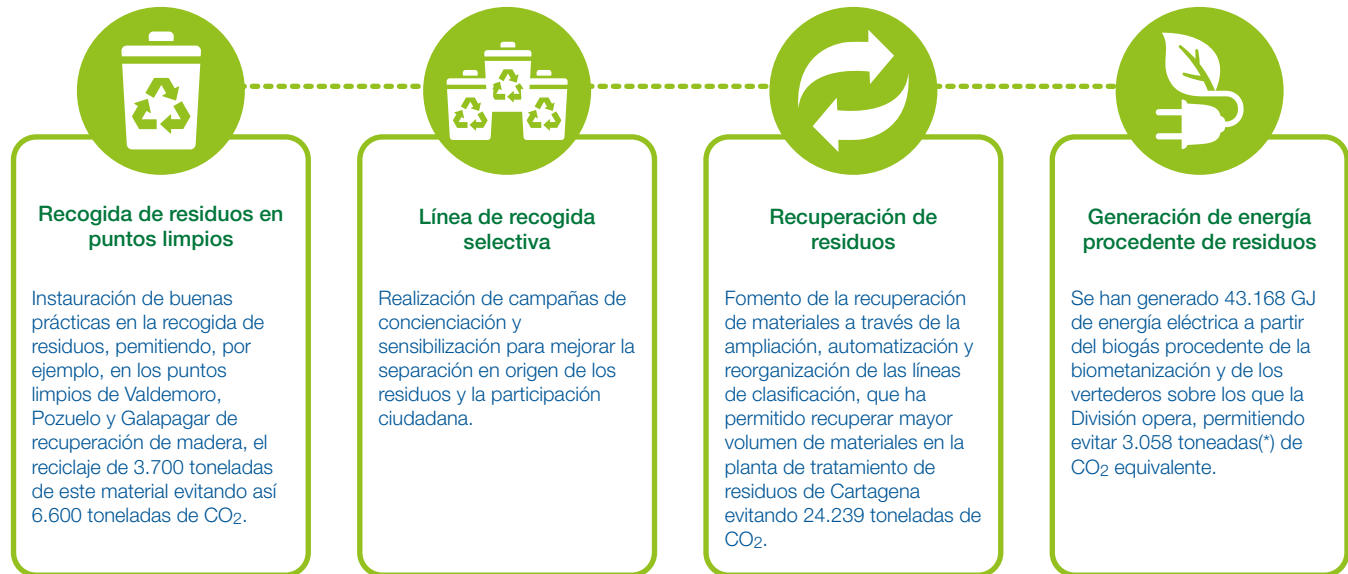 Recogida de residuos en
puntos limpios
Instauración de buenas
prácticas en la recogida de
residuos, pemitiendo, por
ejemplo, en los puntos
limpios de Valdemoro,
Pozuelo y Galapagar de
recuperación de madera, el
reciclaje de 3.700 toneladas
de este material evitando así
6.600 toneladas de CO2.
Línea de recogida
selectiva
Realización de campañas de
concienciación y
sensibilización para mejorar la
separación en origen de los
residuos y la participación
ciudadana.
Recuperación de
residuos
Fomento de la recuperación
de materiales a través de la
ampliación, automatización y
reorganización de las líneas
de clasificación, que ha
permitido recuperar mayor
volumen de materiales en la
planta de tratamiento de
residuos de Cartagena
evitando 24.239 toneladas de
CO2.
Generación de energía
procedente de residuos
Se han generado 43.168 GJ
de energía eléctrica a partir
del biogás procedente de la
biometanización y de los
vertederos sobre los que la
División opera, permitiendo
evitar 3.058 toneadas(*) de
CO2 equivalente.